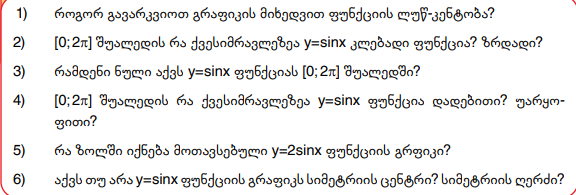 1) როგორ გავარკვიოთ გრაფიკის მიხედვით ფუნქციის ლუწ-კენტობა?
2) [0; 2π] შუალედის რა ქვესიმრავლეზეა y=sinx კლებადი ფუნქცია? ზრდადი?
3) რამდენი ნული აქვს y=sinx ფუნქციას [0; 2π] შუალედში?
4) [0; 2π] შუალედის რა ქვესიმრავლეზეა y=sinx ფუნქცია დადებითი? უარყო-
ფითი?
5) რა ზოლში იქნება მოთავსებული y=2sinx ფუნქციის გრფიკი?
6) აქვს თუ არა y=sinx ფუნქციის გრაფიკს სიმეტრიის ცენტრი? სიმეტრიის ღერძი?